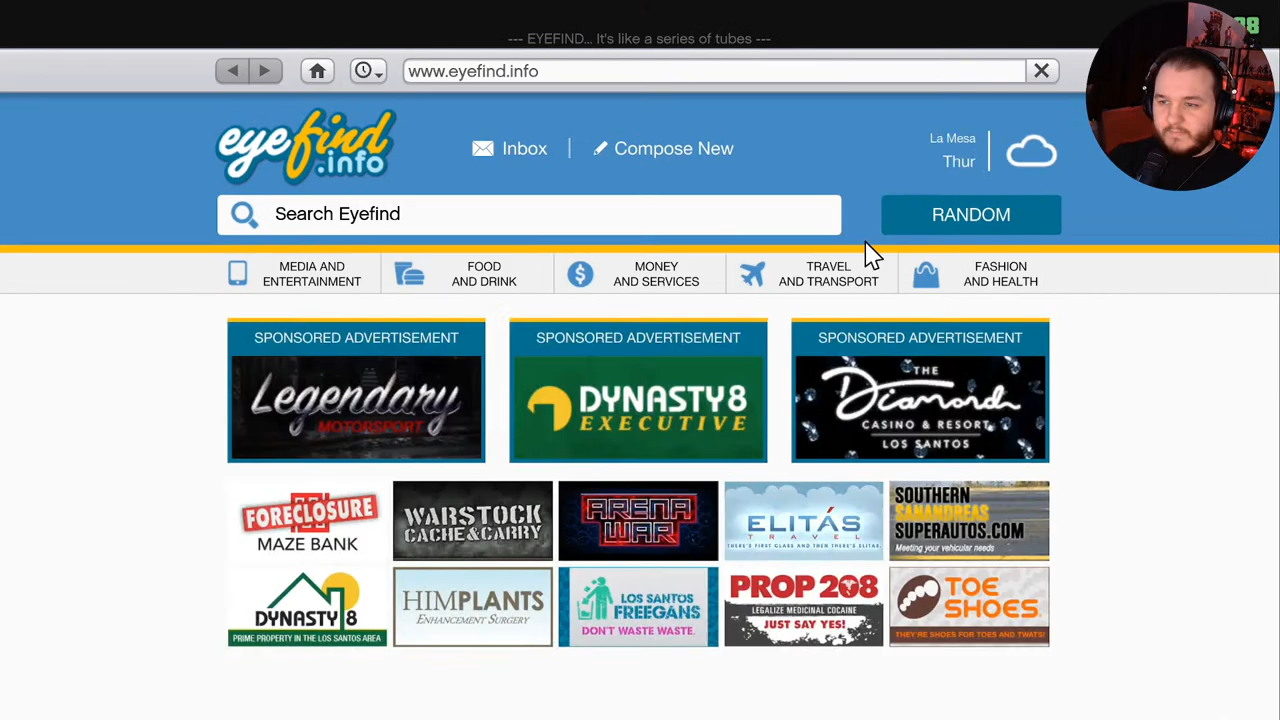 --- EYEFIND... It's like a series of tubes ---
www.eyefind.info
eyefind
.info
Inbox
Compose New
La Mesa
Thur
Search Eyefind
RANDOM
MEDIA AND
ENTERTAINMENT
FOOD
AND DRINK
MONEY
AND SERVICES
TRAVEL
AND TRANSPORT
FASHION
AND HEALTH
SPONSORED ADVERTISEMENT
Legendary
MOTORSPORT
SPONSORED ADVERTISEMENT
DYNASTY8
EXECUTIVE
SPONSORED ADVERTISEMENT
THE
Diamond
CASINO & RESORT
LOS SANTOS
FORECLOSURE
MAZE BANK
WARSTOCK
CACHE&CARRY
ARENA
WAR
ELITÁS
TRAVEL
THERE'S FIRST CLASS AND THEN THERE'S ELITAS
SOUTHERN
SANANDREAS
SUPERAUTOS.COM
Meeting your vehicular needs
DYNASTY 8
PRIME PROPERTY IN THE LOS SANTOS AREA
HIMPLANTS
ENHANCEMENT SURGERY
LOS SANTOS
FREEGANS
DON'T WASTE WASTE.
PROP 208
LEGALIZE MEDICINAL COCAINE
JUST SAY YES!
TOE
SHOES
THEY'RE SHOES FOR TOES AND TWATS!